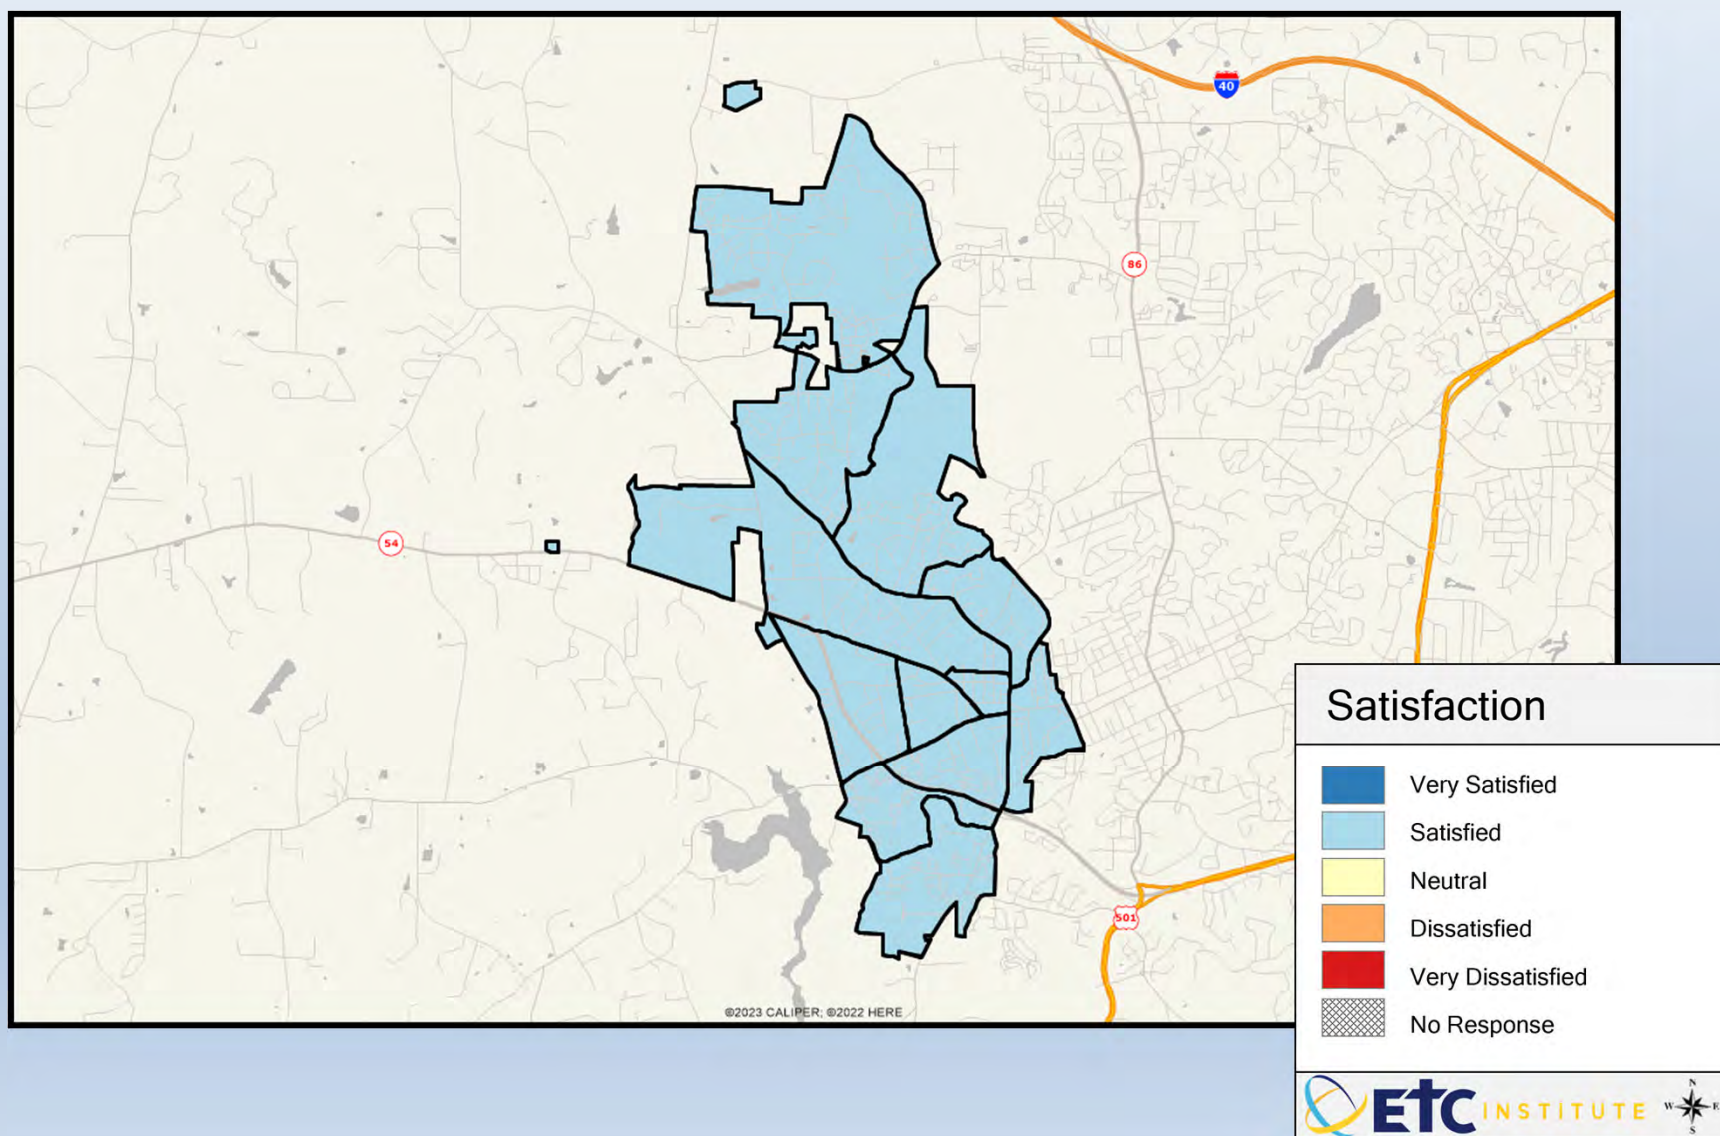 40
86
54
501
©2023 CALIPER; ©2022 HERE
Satisfaction
Very Satisfied
Satisfied
Neutral
Dissatisfied
Very Dissatisfied
No Response
ETC INSTITUTE
N
W E
S